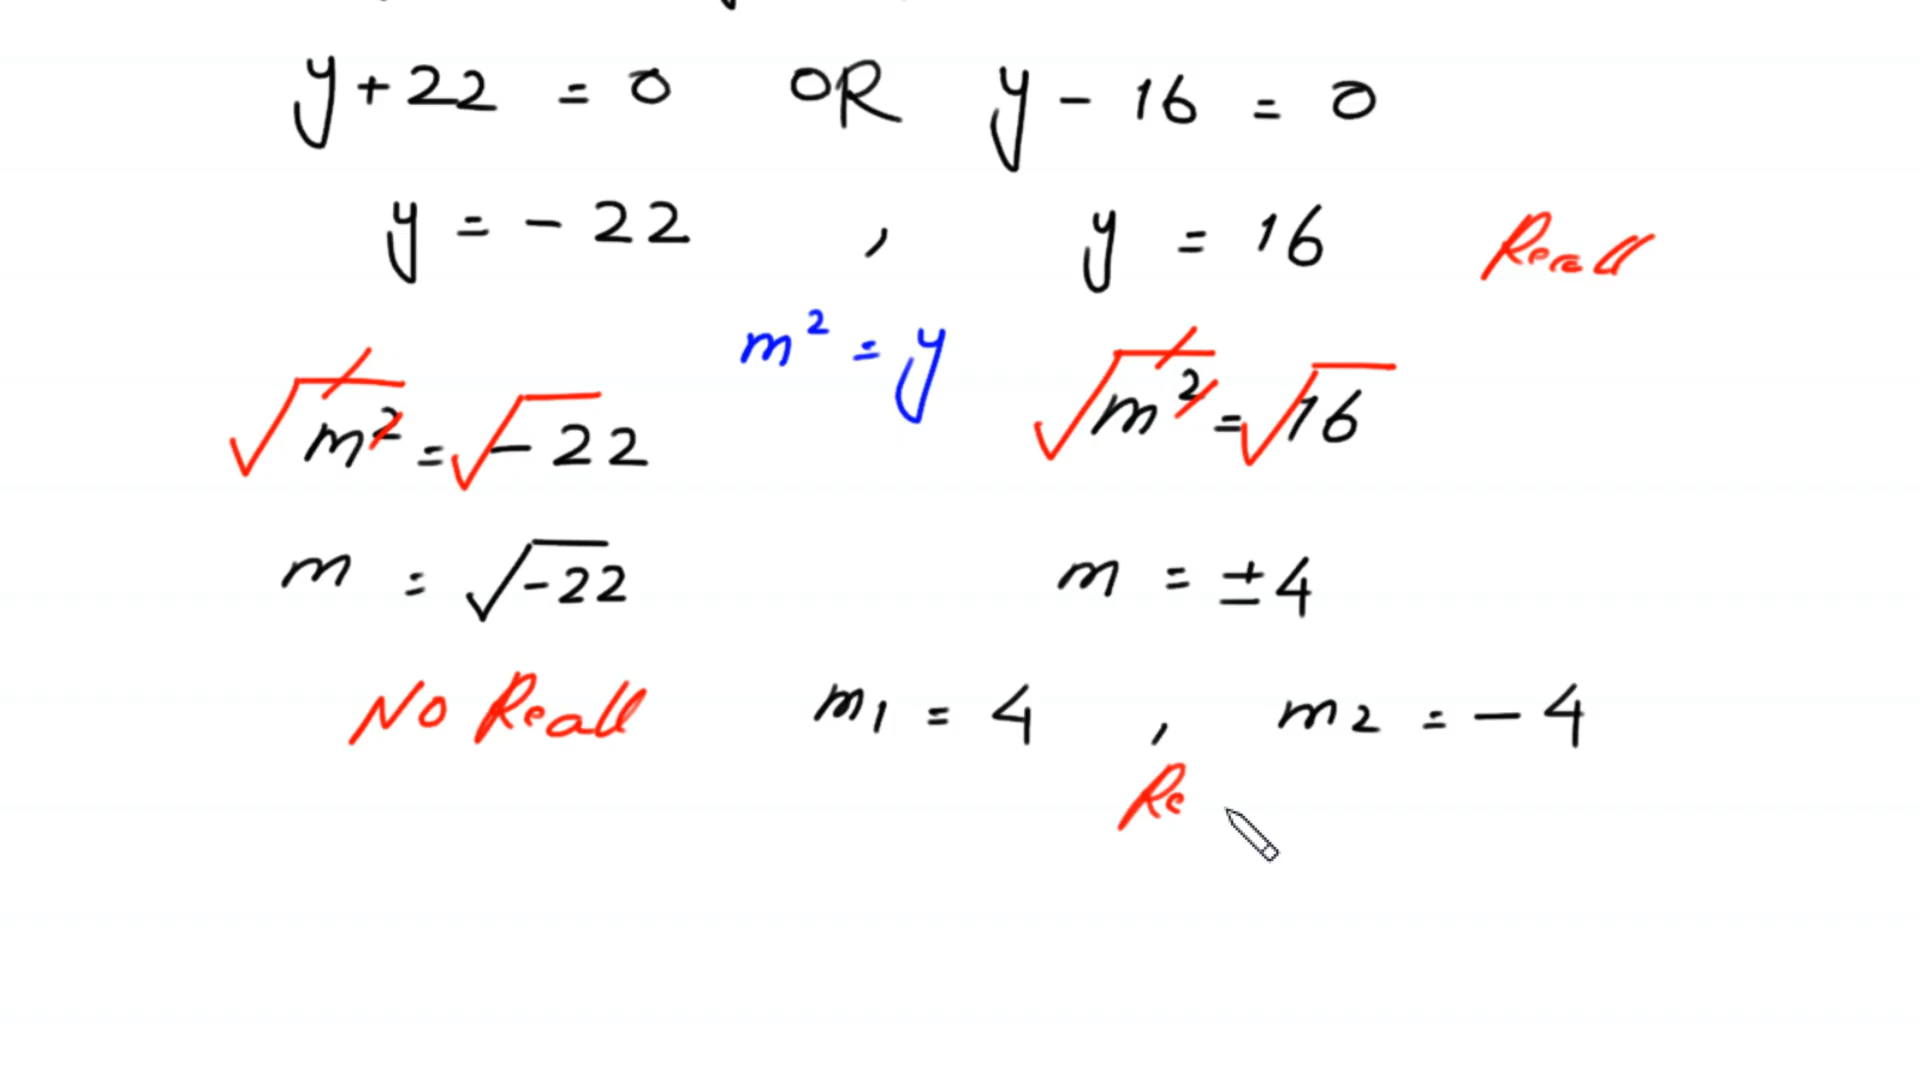 y + 22 = 0 OR y - 16 = 0
y = - 22 , y = 16 Recall
m² = y
√m² = √-22 √m² = √16
m = √-22 m = ±4
No Reall m1 = 4 , m2 = - 4
Re